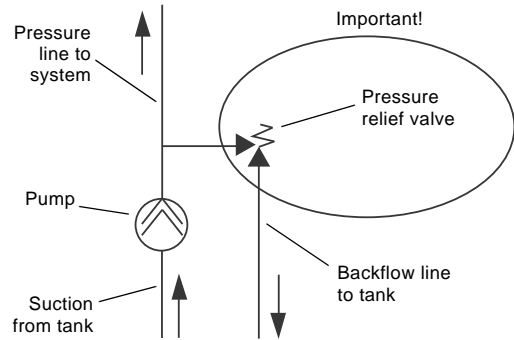 Pressure
line to
system
Important!
Pressure
relief valve
Pump
Backflow line
to tank
Suction
from tank